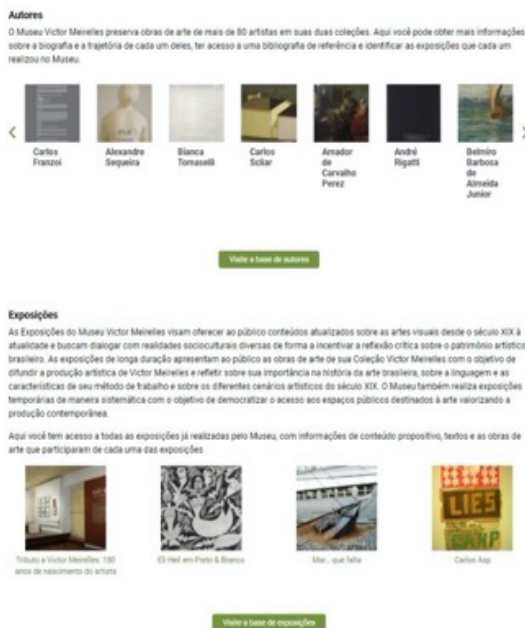 Autores
O Museu Victor Meirelles preserva obras de arte de mais de 80 artistas em suas duas coleções. Aqui você pode obter mais informações
sobre a biografia e a trajetória de cada um deles, ter acesso a uma bibliografia de referência e identificar as exposições que cada um
realizou no Museu.
Carlos Franzoi
Alexandre Sequeira
Bianca Tomaselli
Carlos Scliar
Amador de Carvalho Perez
André Rigatti
Belmiro Barbosa de Almeida Junior
Visite a base de autores
Exposições
As Exposições do Museu Victor Meirelles visam oferecer ao público conteúdos atualizados sobre as artes visuais desde o século XIX à
atualidade e buscam dialogar com realidades socioculturais diversas de forma a incentivar a reflexão crítica sobre o patrimônio artístico
brasileiro. As exposições de longa duração apresentam ao público as obras de arte de sua Coleção Victor Meirelles com o objetivo de
difundir a produção artística de Victor Meirelles e refletir sobre sua importância na história da arte brasileira, sobre a linguagem e as
características de seu método de trabalho e sobre os diferentes cenários artísticos do século XIX. O Museu também realiza exposições
temporárias de maneira sistemática com o objetivo de democratizar o acesso aos espaços públicos destinados à arte valorizando a
produção contemporânea.
Aqui você tem acesso a todas as exposições já realizadas pelo Museu, com informações de conteúdo propositivo, textos e as obras de
arte que participaram de cada uma das exposições
LIES
Tributo a Victor Meirelles: 180
anos de nascimento do artista
Eli Heil em Preto & Branco
Mar... que falta
Carlos Asp
Visite a base de exposições